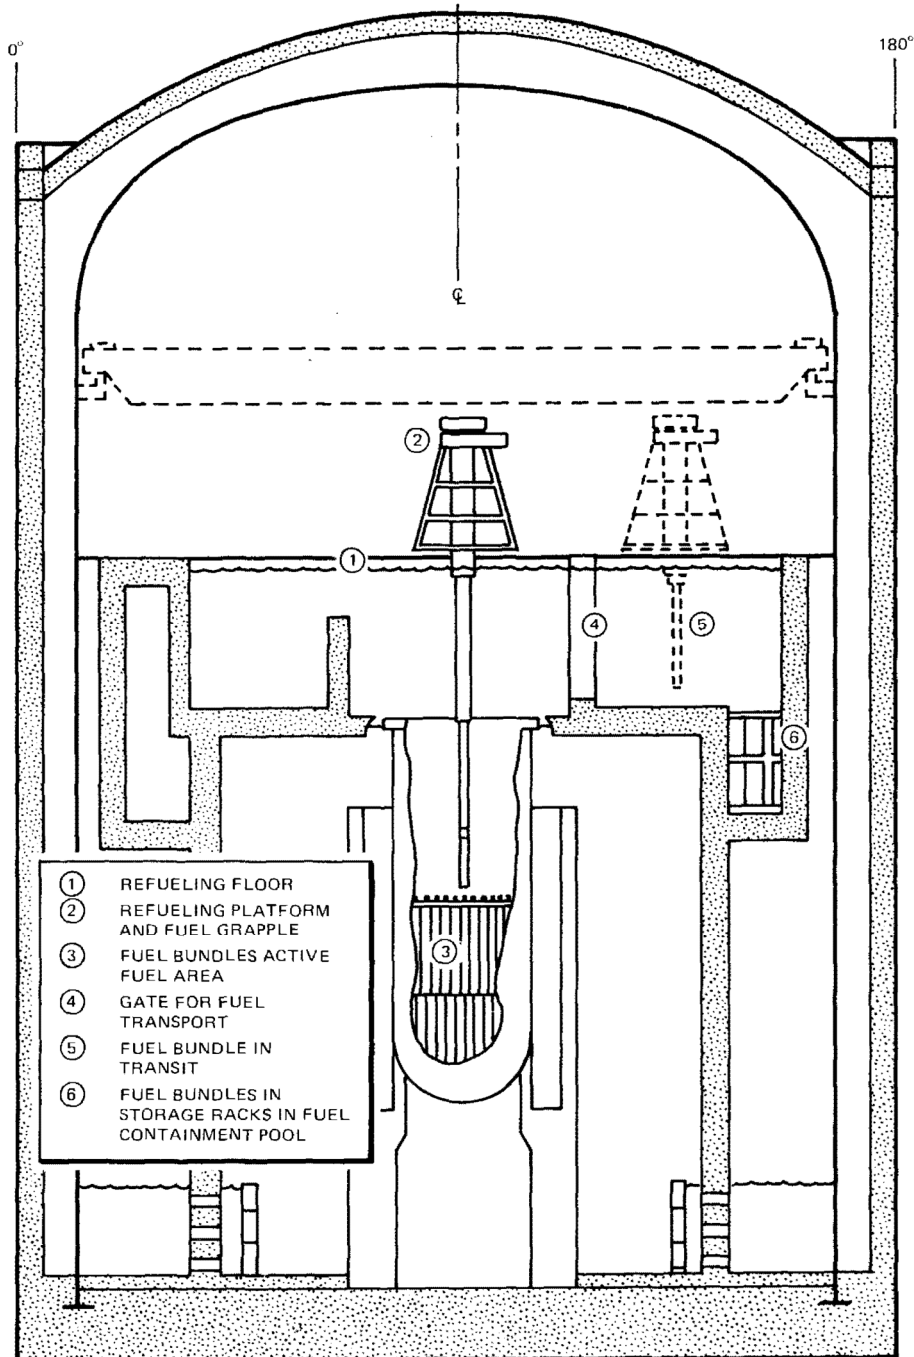 0°
180°
℄
2
1
4
5
6
3
1 REFUELING FLOOR
2 REFUELING PLATFORM
AND FUEL GRAPPLE
3 FUEL BUNDLES ACTIVE
FUEL AREA
4 GATE FOR FUEL
TRANSPORT
5 FUEL BUNDLE IN
TRANSIT
6 FUEL BUNDLES IN
STORAGE RACKS IN FUEL
CONTAINMENT POOL